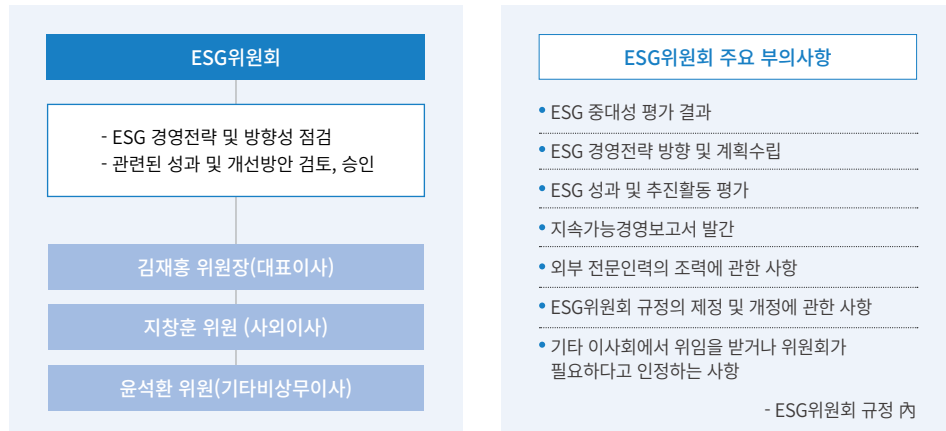 ESG위원회
- ESG 경영전략 및 방향성 점검
- 관련된 성과 및 개선방안 검토, 승인
김재홍 위원장(대표이사)
지창훈 위원 (사외이사)
윤석환 위원(기타비상무이사)
ESG위원회 주요 부의사항
• ESG 중대성 평가 결과
• ESG 경영전략 방향 및 계획수립
• ESG 성과 및 추진활동 평가
• 지속가능경영보고서 발간
• 외부 전문인력의 조력에 관한 사항
• ESG위원회 규정의 제정 및 개정에 관한 사항
• 기타 이사회에서 위임을 받거나 위원회가
필요하다고 인정하는 사항
- ESG위원회 규정 內